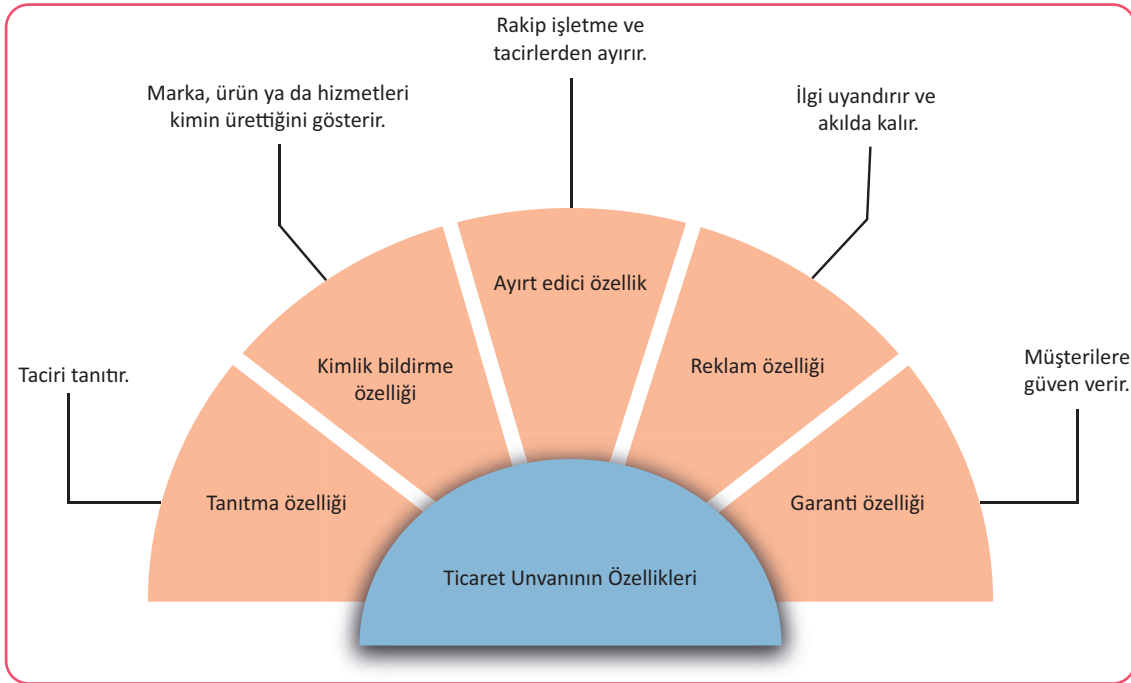 Rakip işletme ve
tacirlerden ayırır.
Marka, ürün ya da hizmetleri
kimin ürettiğini gösterir.
İlgi uyandırır ve
akılda kalır.
Taciri tanıtır.
Müşterilere
güven verir.
Tanıtma özelliği
Kimlik bildirme
özelliği
Ayırt edici özellik
Reklam özelliği
Garanti özelliği
Ticaret Unvanının Özellikleri